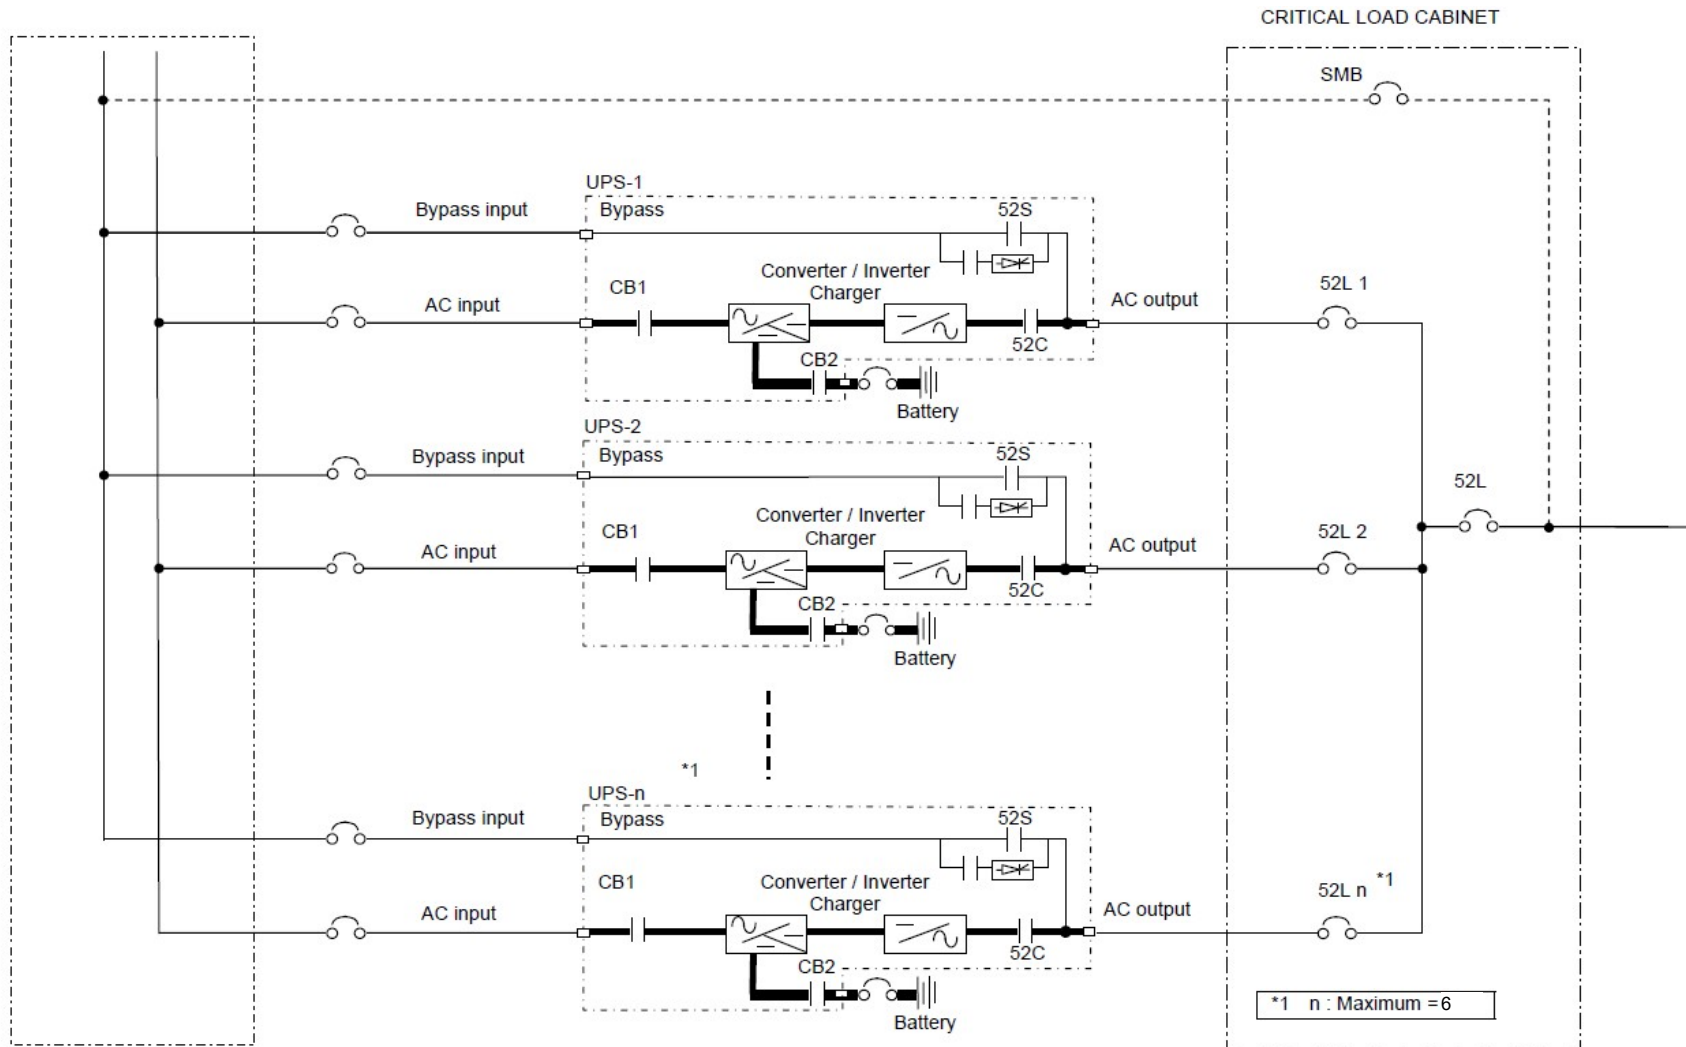 CRITICAL LOAD CABINET
SMB
UPS-1
Bypass input
Bypass
52S
Converter / Inverter
Charger
CB1
AC input
AC output
52L 1
52C
CB2
Battery
UPS-2
Bypass input
Bypass
52S
52L
Converter / Inverter
Charger
CB1
AC input
AC output
52L 2
52C
CB2
Battery
*1
UPS-n
Bypass input
Bypass
52S
Converter / Inverter
Charger
CB1
AC input
AC output
52L n *1
52C
CB2
Battery
*1 n : Maximum = 6